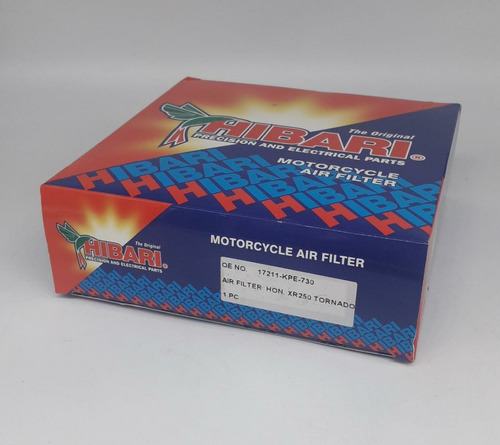 The Original
HIBARI®
PRECISION AND ELECTRICAL PARTS
MOTORCYCLE
AIR FILTER
HIBARI
The Original
HIBARI
PRECISION AND ELECTRICAL PARTS
MOTORCYCLE AIR FILTER
OE NO. 17211-KPE-730
AIR FILTER HON. XR250 TORNADO
1 PC